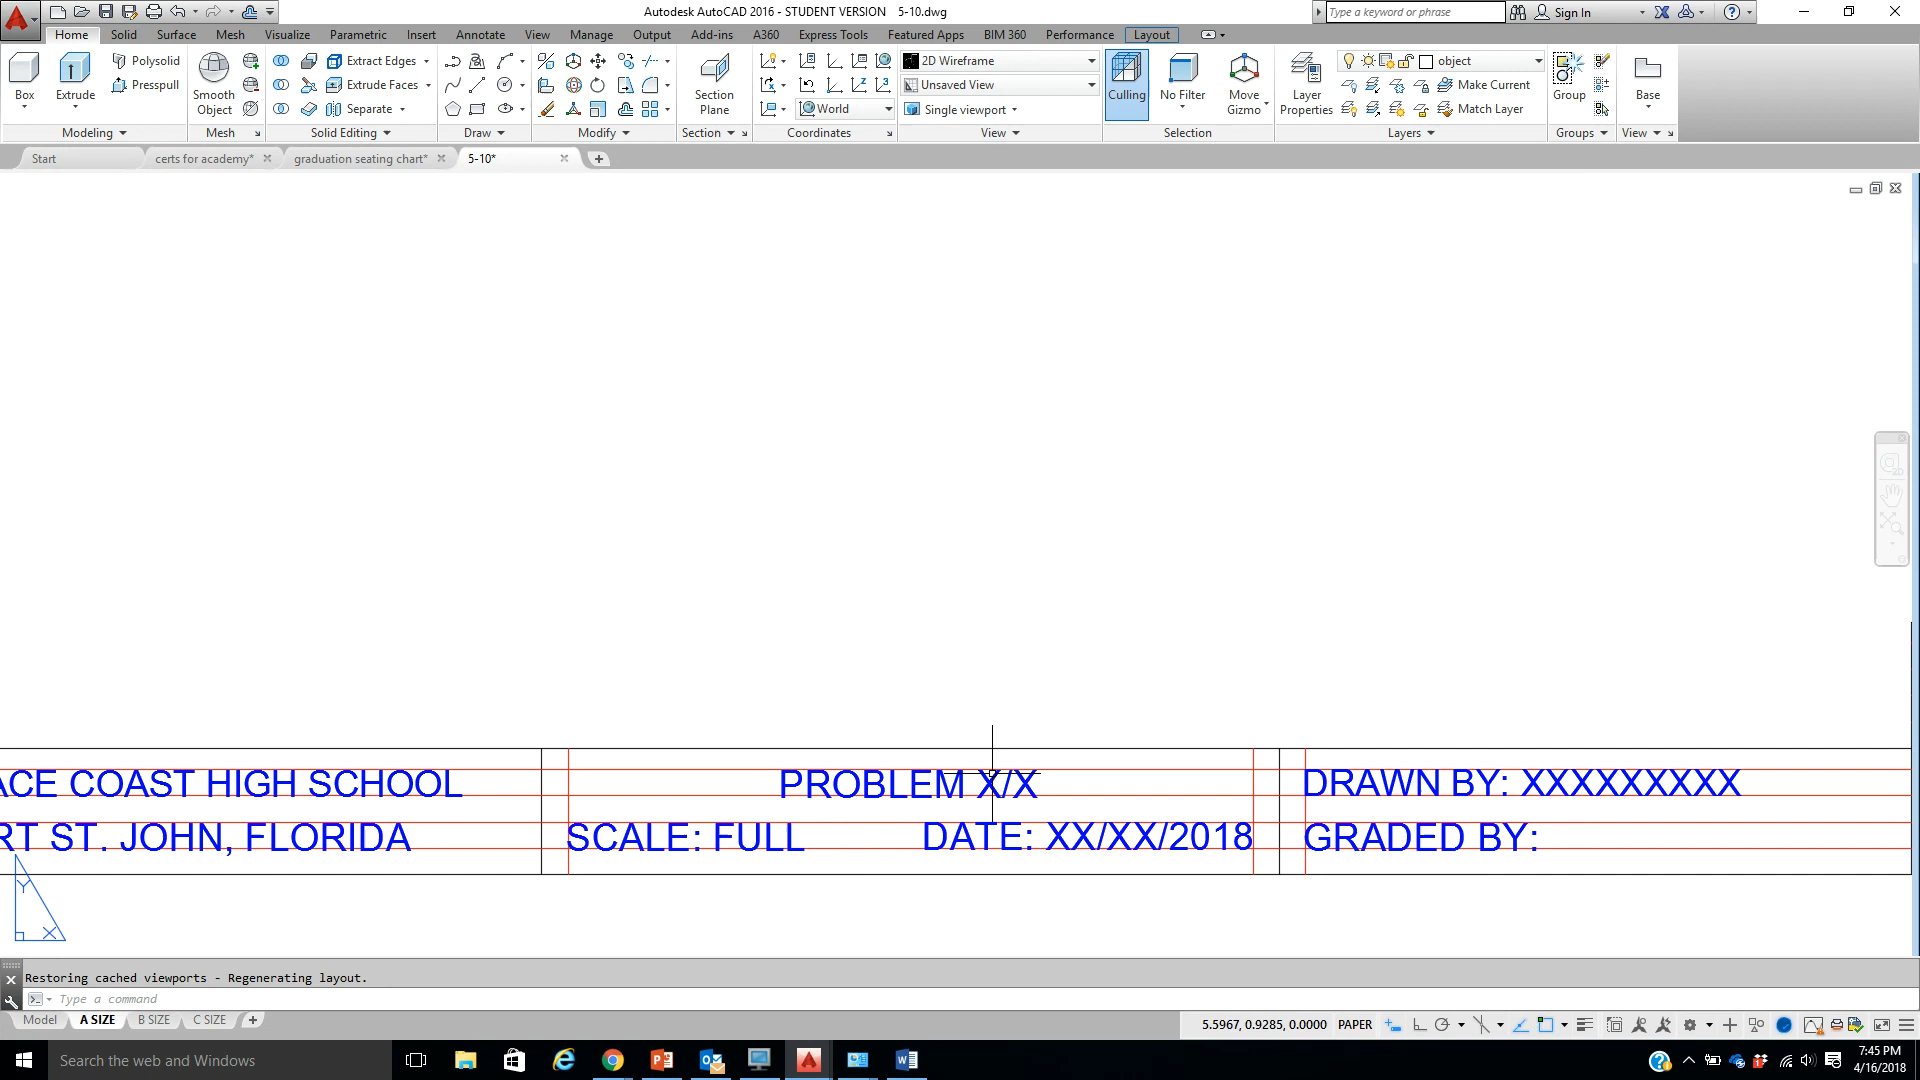 Autodesk AutoCAD 2016 - STUDENT VERSION 5-10.dwg
Type a keyword or phrase
Sign In
Home Solid Surface Mesh Visualize Parametric Insert Annotate View Manage Output Add-ins A360 Express Tools Featured Apps BIM 360 Performance Layout
Box
Extrude
Polysolid
Presspull
Modeling
Smooth
Object
Mesh
Extract Edges
Extrude Faces
Separate
Solid Editing
Draw
Modify
Section
Plane
Section
World
Coordinates
2D Wireframe
Unsaved View
Single viewport
View
Culling
No Filter
Move
Gizmo
Selection
Layer
Properties
object
Make Current
Match Layer
Layers
Group
Groups
Base
View
Start
certs for academy*
graduation seating chart*
5-10*
ACE COAST HIGH SCHOOL
PROBLEM X/X
DRAWN BY: XXXXXXXXX
RT ST. JOHN, FLORIDA
SCALE: FULL
DATE: XX/XX/2018
GRADED BY:
Y
X
Restoring cached viewports - Regenerating layout.
Type a command
Model A SIZE B SIZE C SIZE
5.5967, 0.9285, 0.0000 PAPER
Search the web and Windows
7:45 PM
4/16/2018